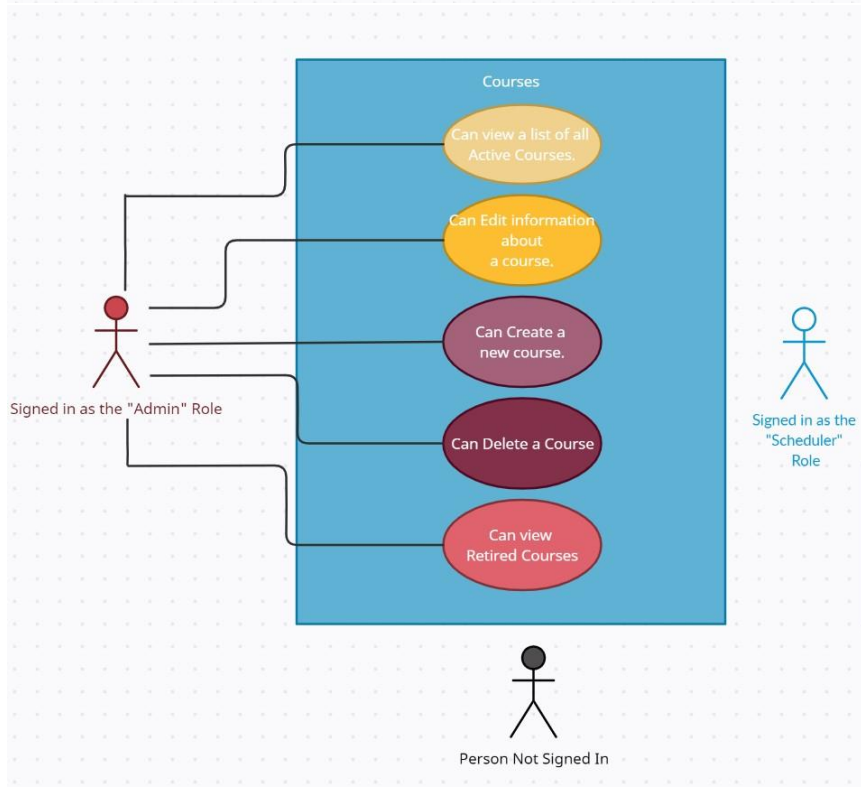 Courses
Can view a list of all
Active Courses.
Can Edit information
about
a course.
Can Create a
new course.
Can Delete a Course
Can view
Retired Courses
Signed in as the "Admin" Role
Signed in as the
"Scheduler"
Role
Person Not Signed In